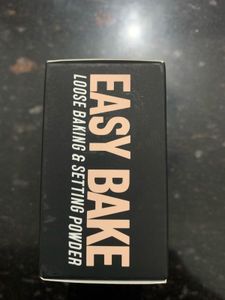 EASY BAKE
LOOSE BAKING & SETTING POWDER